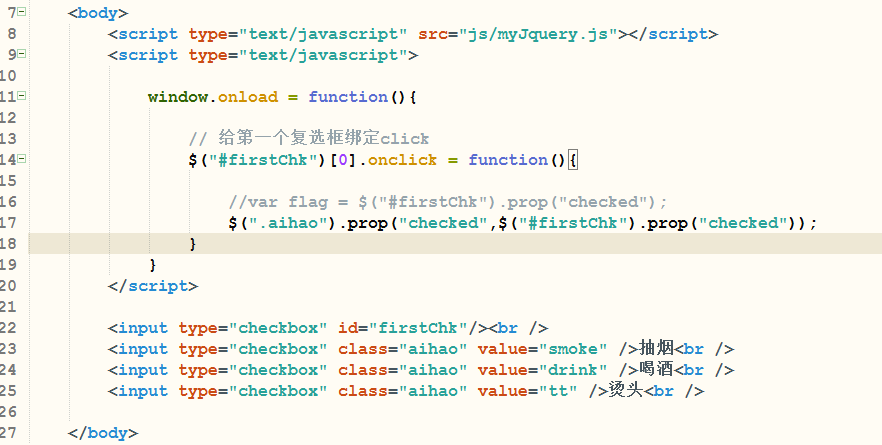 7 <body>
8 <script type="text/javascript" src="js/myJquery.js"></script>
9 <script type="text/javascript">
10
11 window.onload = function(){
12
13 // 给第一个复选框绑定click
14 $("#firstChk")[0].onclick = function(){
15
16 //var flag = $("#firstChk").prop("checked");
17 $(".aihao").prop("checked",$("#firstChk").prop("checked"));
18 }
19 }
20 </script>
21
22 <input type="checkbox" id="firstChk"/><br />
23 <input type="checkbox" class="aihao" value="smoke" />抽烟<br />
24 <input type="checkbox" class="aihao" value="drink" />喝酒<br />
25 <input type="checkbox" class="aihao" value="tt" />烫头<br />
26
27 </body>